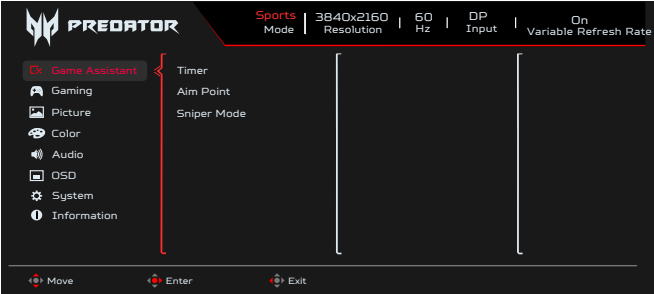 PREDATOR
Sports
Mode
3840x2160
Resolution
60
Hz
DP
Input
On
Variable Refresh Rate
Game Assistant
Gaming
Picture
Color
Audio
OSD
System
Information
Timer
Aim Point
Sniper Mode
Move
Enter
Exit